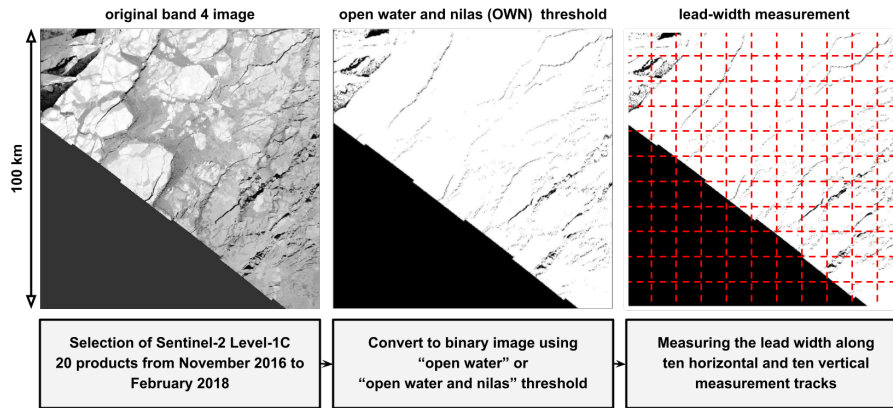 original band 4 image
open water and nilas (OWN) threshold
lead-width measurement
100 km
Selection of Sentinel-2 Level-1C
20 products from November 2016 to
February 2018
Convert to binary image using
“open water” or
“open water and nilas” threshold
Measuring the lead width along
ten horizontal and ten vertical
measurement tracks